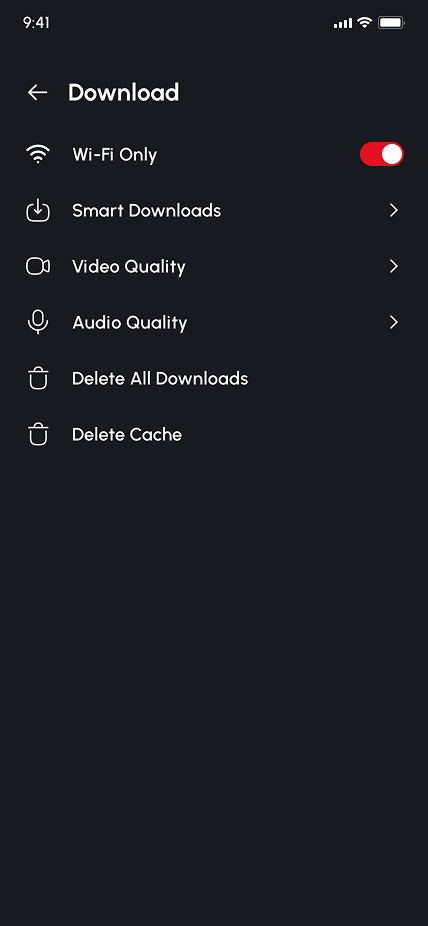 9:41
Download
Wi-Fi Only
Smart Downloads
Video Quality
Audio Quality
Delete All Downloads
Delete Cache